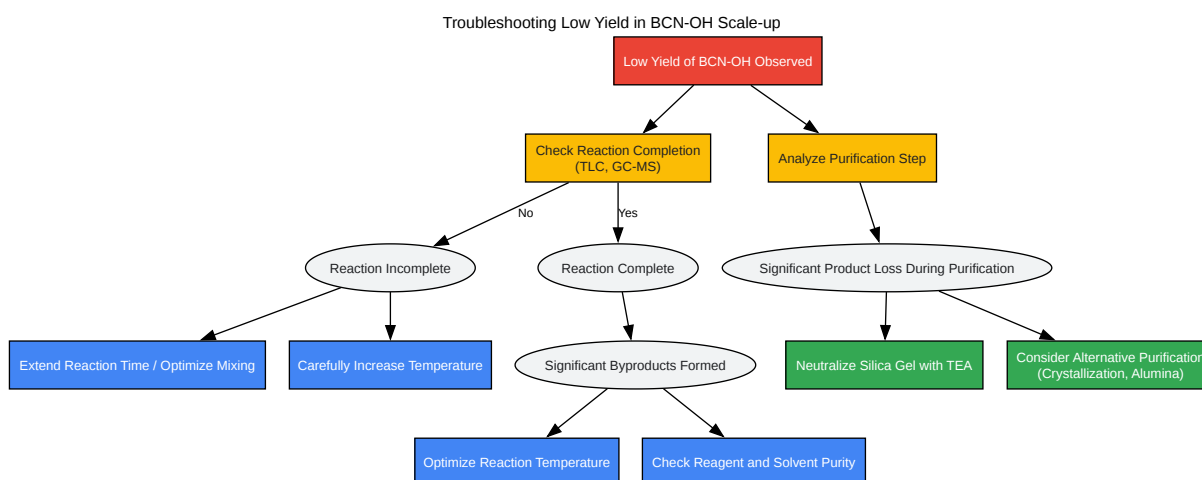 Troubleshooting Low Yield in BCN-OH Scale-up
Low Yield of BCN-OH Observed
Check Reaction Completion
(TLC, GC-MS)
Analyze Purification Step
No
Yes
Reaction Incomplete
Reaction Complete
Significant Product Loss During Purification
Extend Reaction Time / Optimize Mixing
Carefully Increase Temperature
Significant Byproducts Formed
Neutralize Silica Gel with TEA
Consider Alternative Purification
(Crystallization, Alumina)
Optimize Reaction Temperature
Check Reagent and Solvent Purity